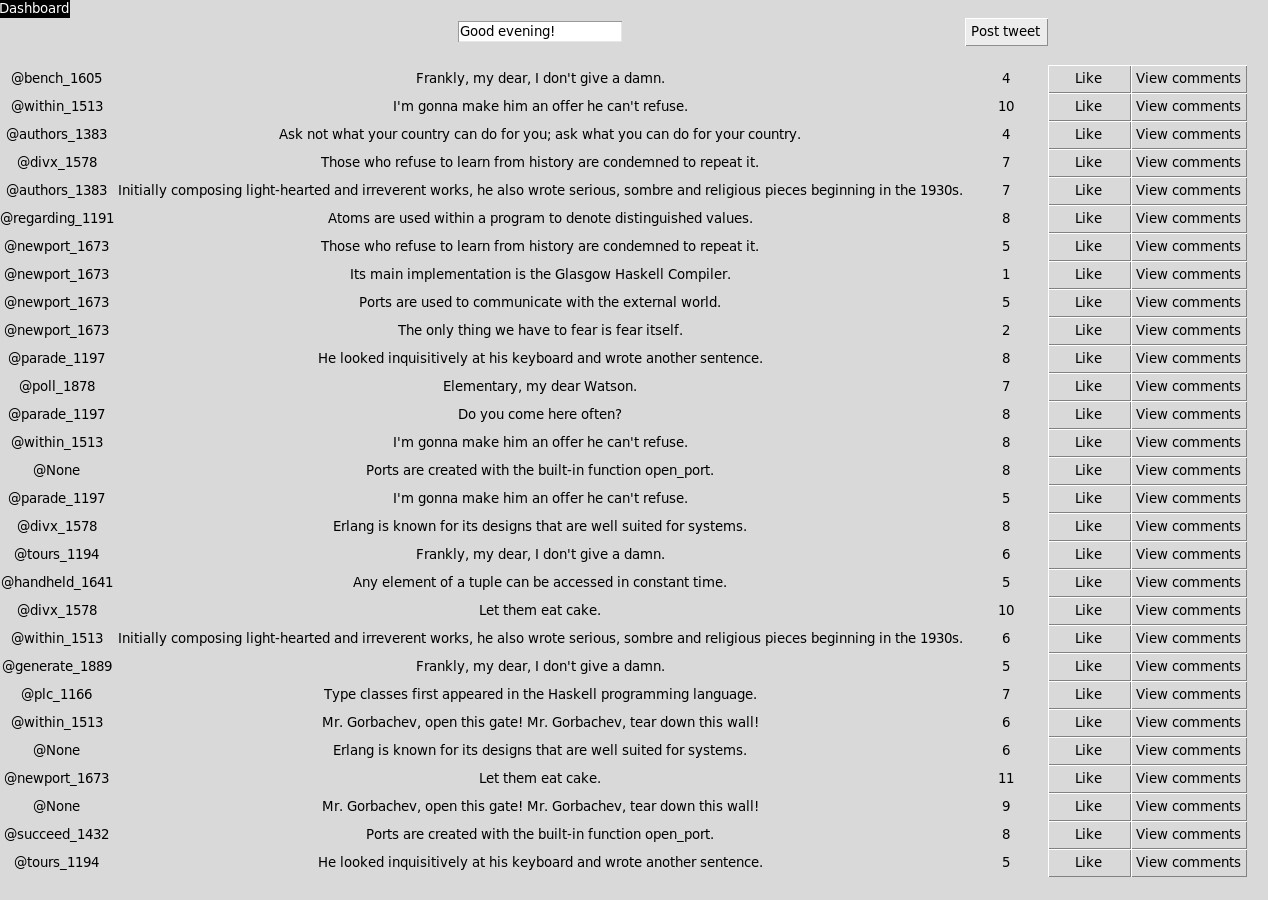 Dashboard
Good evening! Post tweet
@bench_1605 Frankly, my dear, I don't give a damn. 4 Like View comments
@within_1513 I'm gonna make him an offer he can't refuse. 10 Like View comments
@authors_1383 Ask not what your country can do for you; ask what you can do for your country. 4 Like View comments
@divx_1578 Those who refuse to learn from history are condemned to repeat it. 7 Like View comments
@authors_1383 Initially composing light-hearted and irreverent works, he also wrote serious, sombre and religious pieces beginning in the 1930s. 7 Like View comments
@regarding_1191 Atoms are used within a program to denote distinguished values. 8 Like View comments
@newport_1673 Those who refuse to learn from history are condemned to repeat it. 5 Like View comments
@newport_1673 Its main implementation is the Glasgow Haskell Compiler. 1 Like View comments
@newport_1673 Ports are used to communicate with the external world. 5 Like View comments
@newport_1673 The only thing we have to fear is fear itself. 2 Like View comments
@parade_1197 He looked inquisitively at his keyboard and wrote another sentence. 8 Like View comments
@poll_1878 Elementary, my dear Watson. 7 Like View comments
@parade_1197 Do you come here often? 8 Like View comments
@within_1513 I'm gonna make him an offer he can't refuse. 8 Like View comments
@None Ports are created with the built-in function open_port. 8 Like View comments
@parade_1197 I'm gonna make him an offer he can't refuse. 5 Like View comments
@divx_1578 Erlang is known for its designs that are well suited for systems. 8 Like View comments
@tours_1194 Frankly, my dear, I don't give a damn. 6 Like View comments
@handheld_1641 Any element of a tuple can be accessed in constant time. 5 Like View comments
@divx_1578 Let them eat cake. 10 Like View comments
@within_1513 Initially composing light-hearted and irreverent works, he also wrote serious, sombre and religious pieces beginning in the 1930s. 6 Like View comments
@generate_1889 Frankly, my dear, I don't give a damn. 5 Like View comments
@plc_1166 Type classes first appeared in the Haskell programming language. 7 Like View comments
@within_1513 Mr. Gorbachev, open this gate! Mr. Gorbachev, tear down this wall! 6 Like View comments
@None Erlang is known for its designs that are well suited for systems. 6 Like View comments
@newport_1673 Let them eat cake. 11 Like View comments
@None Mr. Gorbachev, open this gate! Mr. Gorbachev, tear down this wall! 9 Like View comments
@succeed_1432 Ports are created with the built-in function open_port. 8 Like View comments
@tours_1194 He looked inquisitively at his keyboard and wrote another sentence. 5 Like View comments